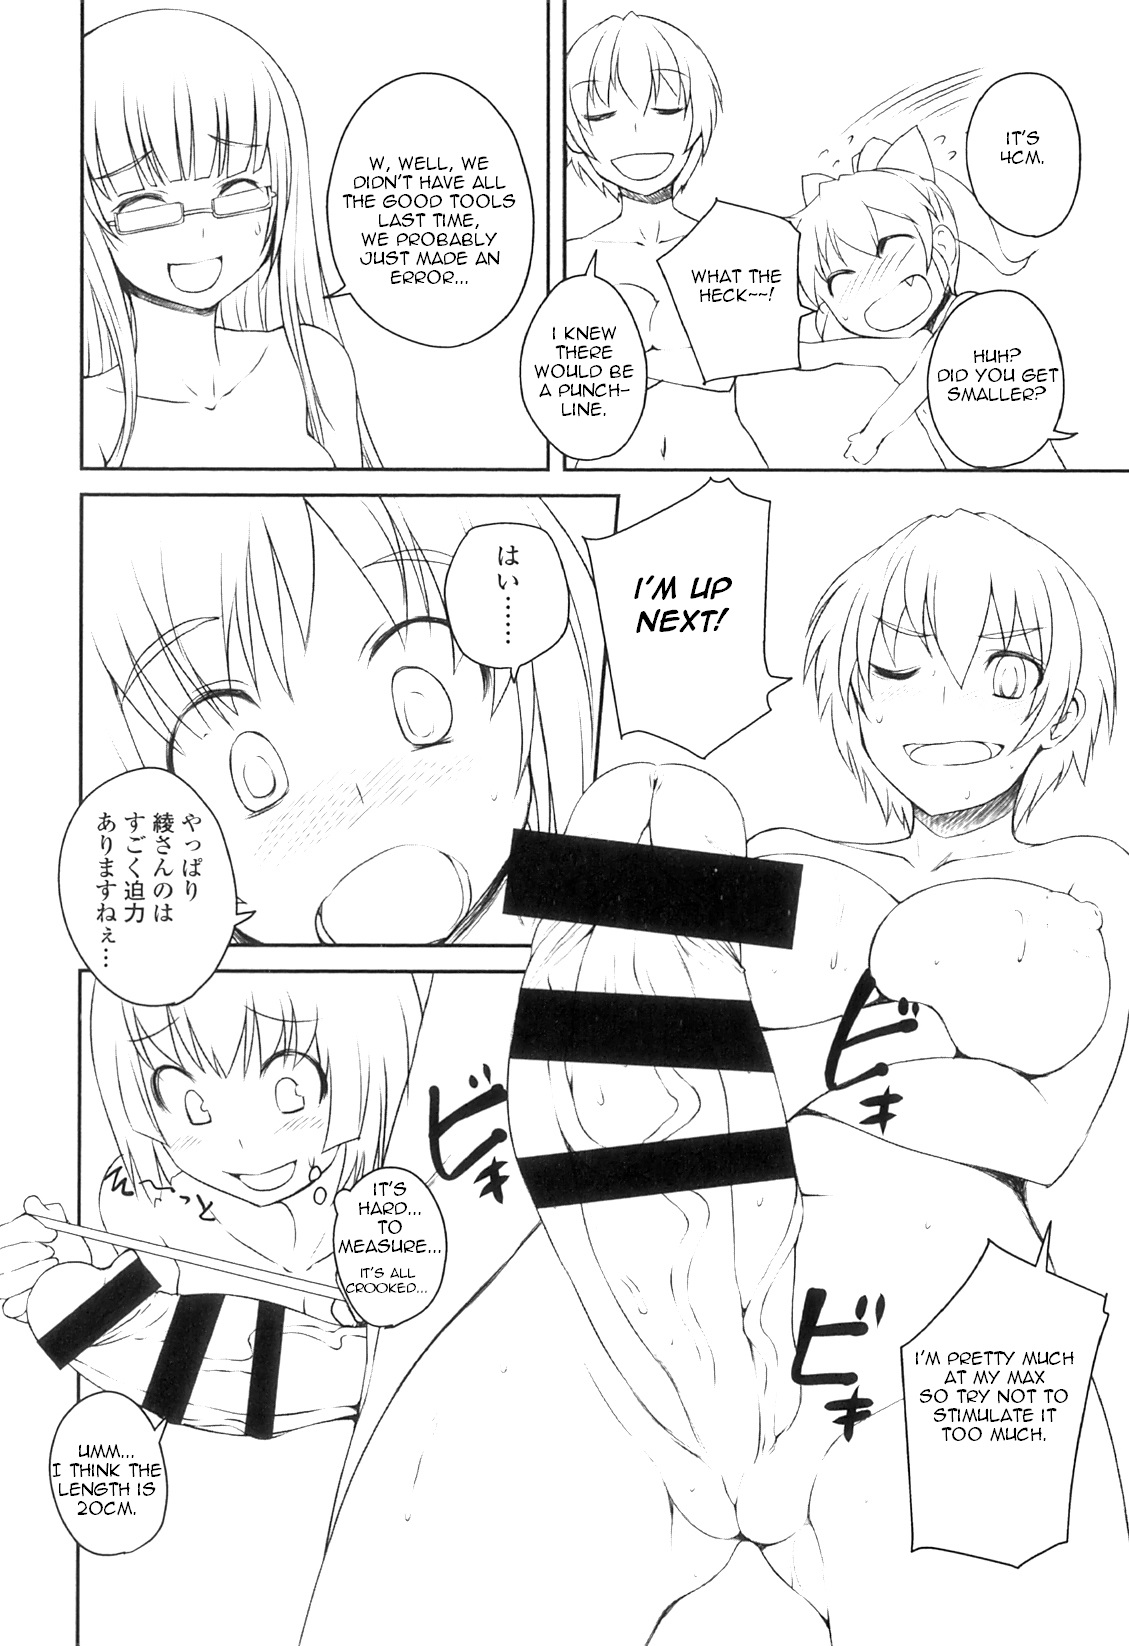 IT'S
4CM.
HUH?
DID YOU GET
SMALLER?
WHAT THE
HECK~~!
I KNEW
THERE
WOULD BE
A PUNCH-
LINE.
W, WELL, WE
DIDN'T HAVE ALL
THE GOOD TOOLS
LAST TIME,
WE PROBABLY
JUST MADE AN
ERROR...
I'M UP
NEXT!
はい……
やっぱり
綾さんのは
すごく迫力
ありますねぇ…
ビキ
ビキ
ビキ
I'M PRETTY MUCH
AT MY MAX
SO TRY NOT TO
STIMULATE IT
TOO MUCH.
そ〜っと
IT'S
HARD...
TO
MEASURE...
IT'S ALL
CROOKED...
UMM...
I THINK THE
LENGTH IS
20CM.